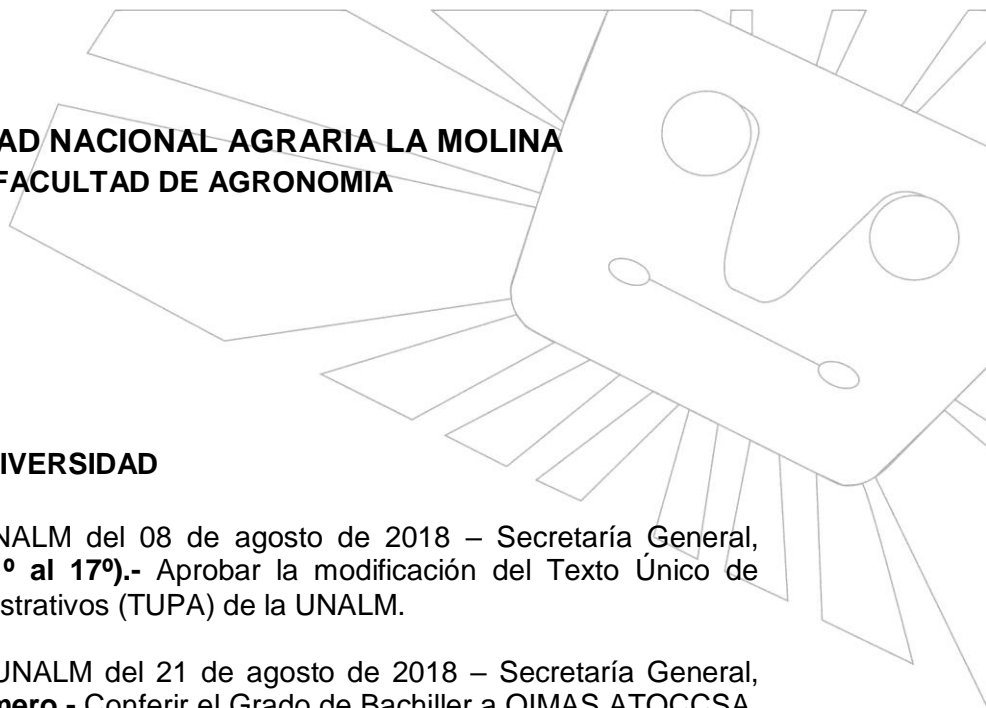 AD NACIONAL AGRARIA LA MOLINA
FACULTAD DE AGRONOMIA
IVERSIDAD
NALM del 08 de agosto de 2018 – Secretaría General,
º al 17º).- Aprobar la modificación del Texto Único de
strativos (TUPA) de la UNALM.
UNALM del 21 de agosto de 2018 – Secretaría General,
mero.- Conferir el Grado de Bachiller a QIMAS ATOCCSA,